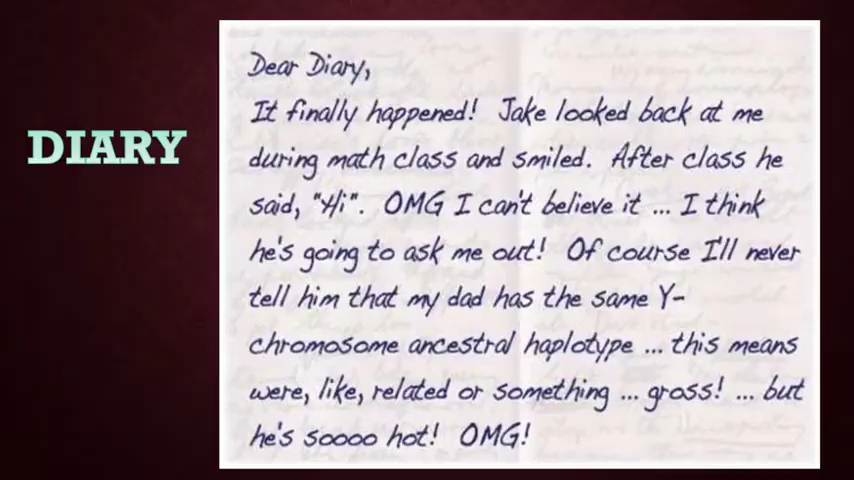 DIARY
Dear Diary,
It finally happened! Jake looked back at me
during math class and smiled. After class he
said, "Hi". OMG I can't believe it ... I think
he's going to ask me out! Of course I'll never
tell him that my dad has the same Y-
chromosome ancestral haplotype ... this means
were, like, related or something ... gross! ... but
he's soooo hot! OMG!